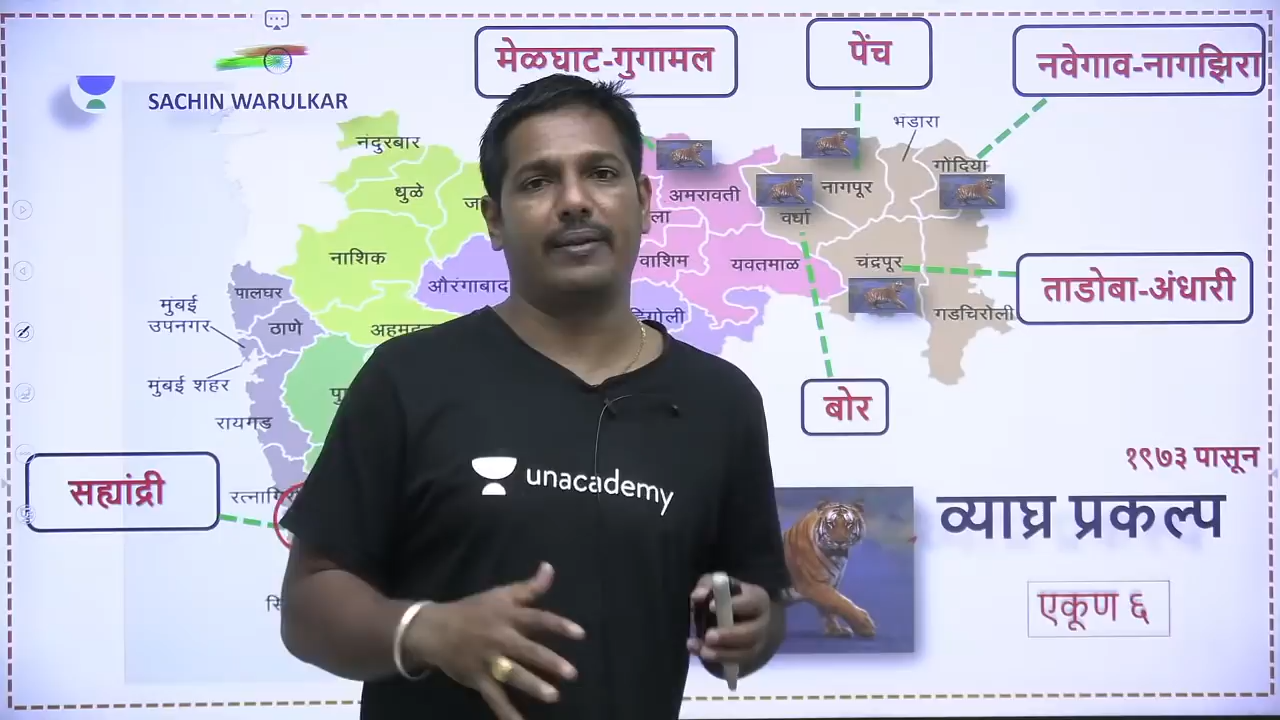 मेळघाट-गुगामल
पेंच
नवेगाव-नागझिरा
SACHIN WARULKAR
नंदुरबार
भंडारा
धुळे
अमरावती
नागपूर
गोंदिया
वर्धा
नाशिक
वाशिम
यवतमाळ
चंद्रपूर
औरंगाबाद
पालघर
ताडोबा-अंधारी
मुंबई
उपनगर
ठाणे
गडचिरोली
मुंबई शहर
बोर
रायगड
१९७३ पासून
सह्यांद्री
unacademy
व्याघ्र प्रकल्प
एकूण ६